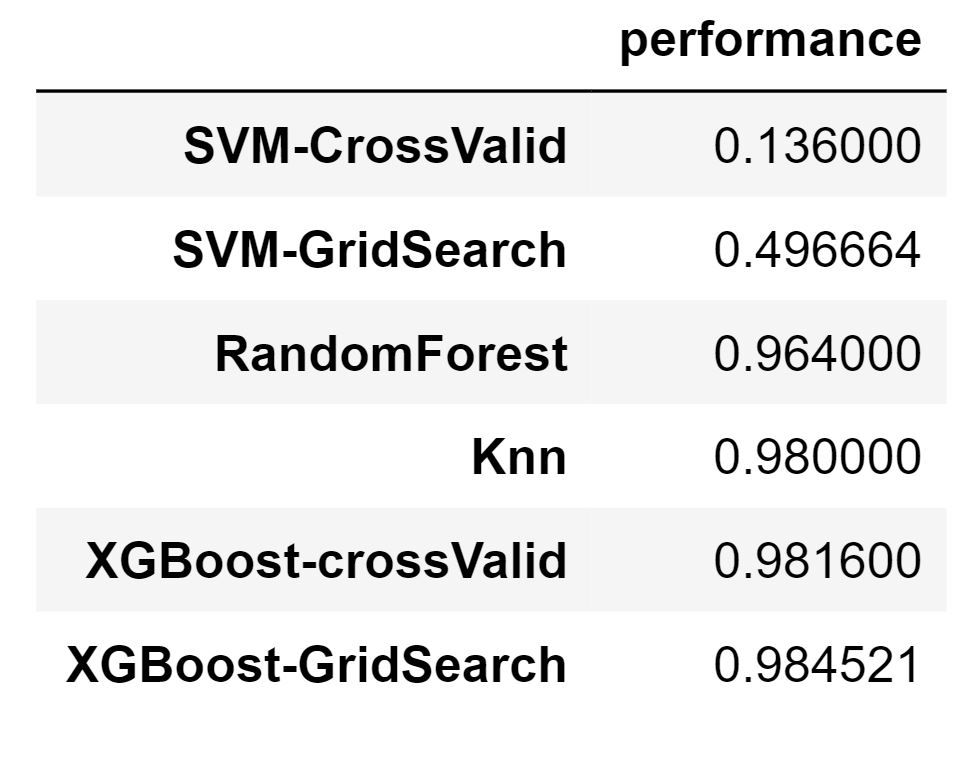 performance
SVM-CrossValid 0.136000
SVM-GridSearch 0.496664
RandomForest 0.964000
Knn 0.980000
XGBoost-crossValid 0.981600
XGBoost-GridSearch 0.984521